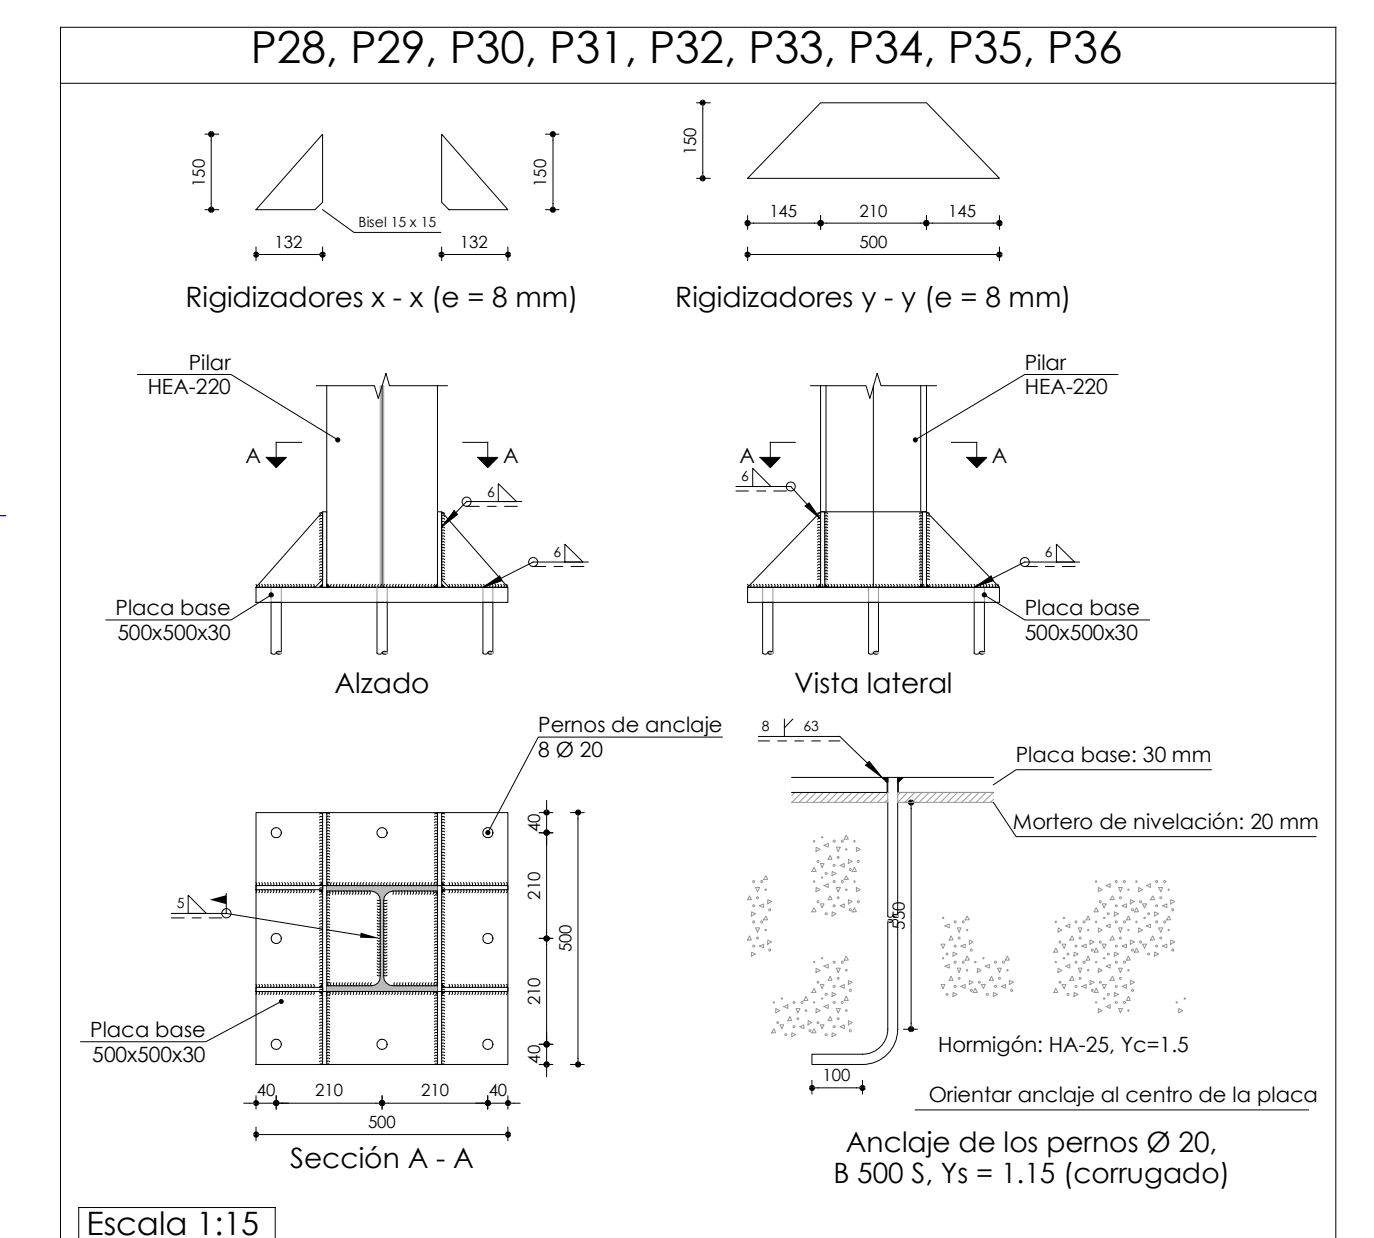 P28, P29, P30, P31, P32, P33, P34, P35, P36
150
132
Bisel 15 x 15
132
150
Rigidizadores x - x (e = 8 mm)
150
145
210
145
500
Rigidizadores y - y (e = 8 mm)
Pilar
HEA-220
A
A
6
6
Placa base
500x500x30
Alzado
Pilar
HEA-220
A
A
6
6
Placa base
500x500x30
Vista lateral
Pernos de anclaje
8 Ø 20
40
210
210
40
500
5
Placa base
500x500x30
40
210
210
40
500
Sección A - A
8
63
Placa base: 30 mm
Mortero de nivelación: 20 mm
100
Hormigón: HA-25, Yc=1.5
Orientar anclaje al centro de la placa
Anclaje de los pernos Ø 20,
B 500 S, Ys = 1.15 (corrugado)
Escala 1:15